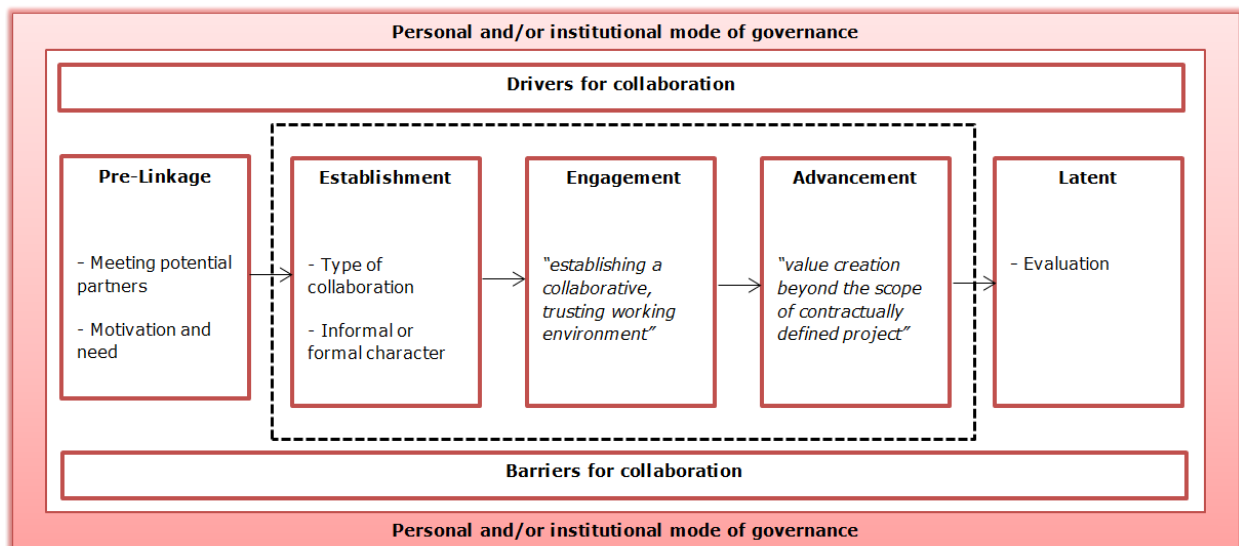 Personal and/or institutional mode of governance
Drivers for collaboration
Pre-Linkage
- Meeting potential
partners
- Motivation and
need
Establishment
- Type of
collaboration
- Informal or
formal character
Engagement
“establishing a
collaborative,
trusting working
environment”
Advancement
“value creation
beyond the scope
of contractually
defined project”
Latent
- Evaluation
Barriers for collaboration
Personal and/or institutional mode of governance